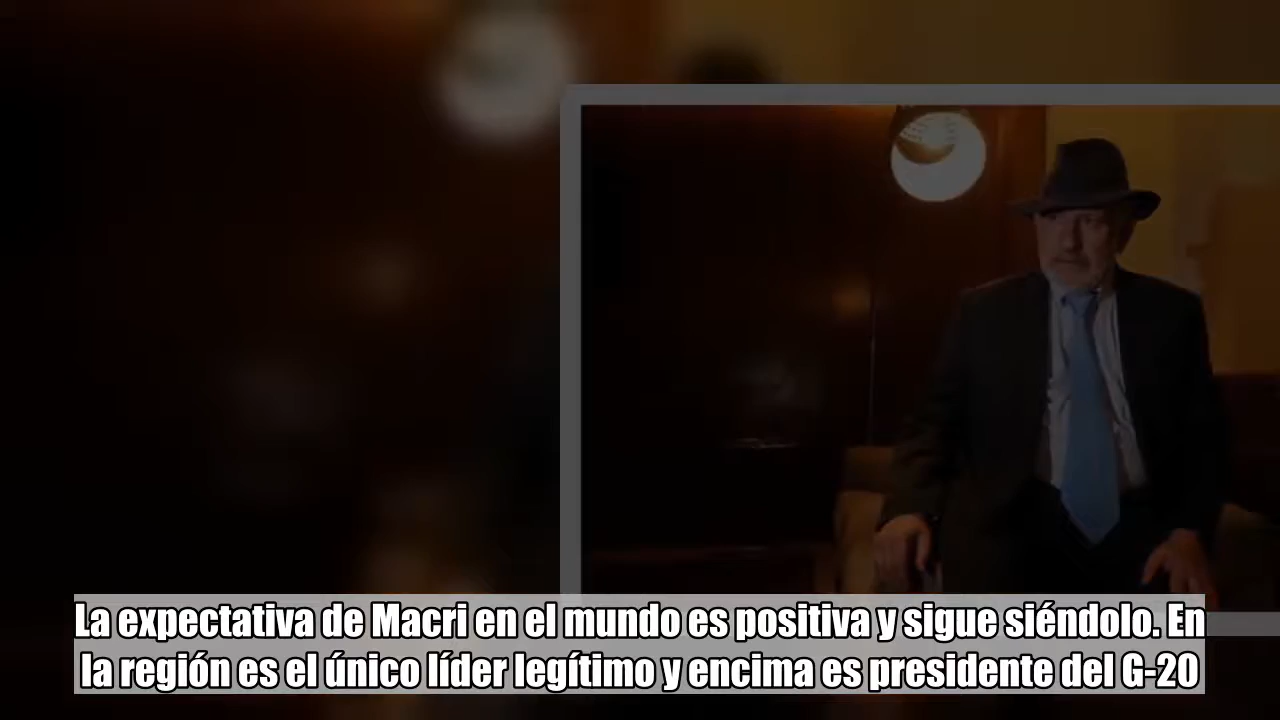 La expectativa de Macri en el mundo es positiva y sigue siéndolo. En
la región es el único líder legítimo y encima es presidente del G-20